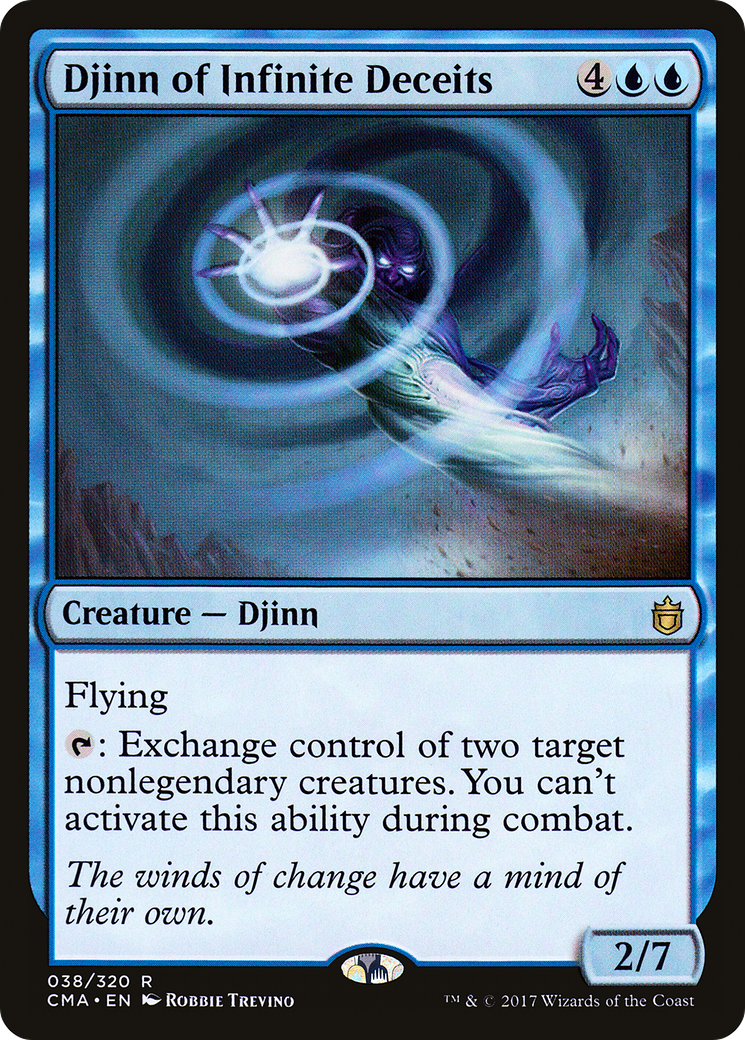 Djinn of Infinite Deceits 4
Creature — Djinn
Flying
: Exchange control of two target
nonlegendary creatures. You can't
activate this ability during combat.
The winds of change have a mind of
their own.
2/7
038/320 R
CMA • EN Robbie Trevino
™ & © 2017 Wizards of the Coast